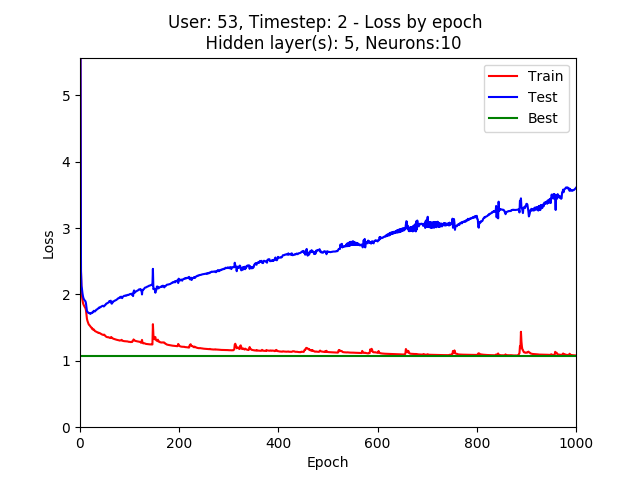 User: 53, Timestep: 2 - Loss by epoch
Hidden layer(s): 5, Neurons:10
Train
Test
Best
5
4
3
2
1
0
Loss
0 200 400 600 800 1000
Epoch